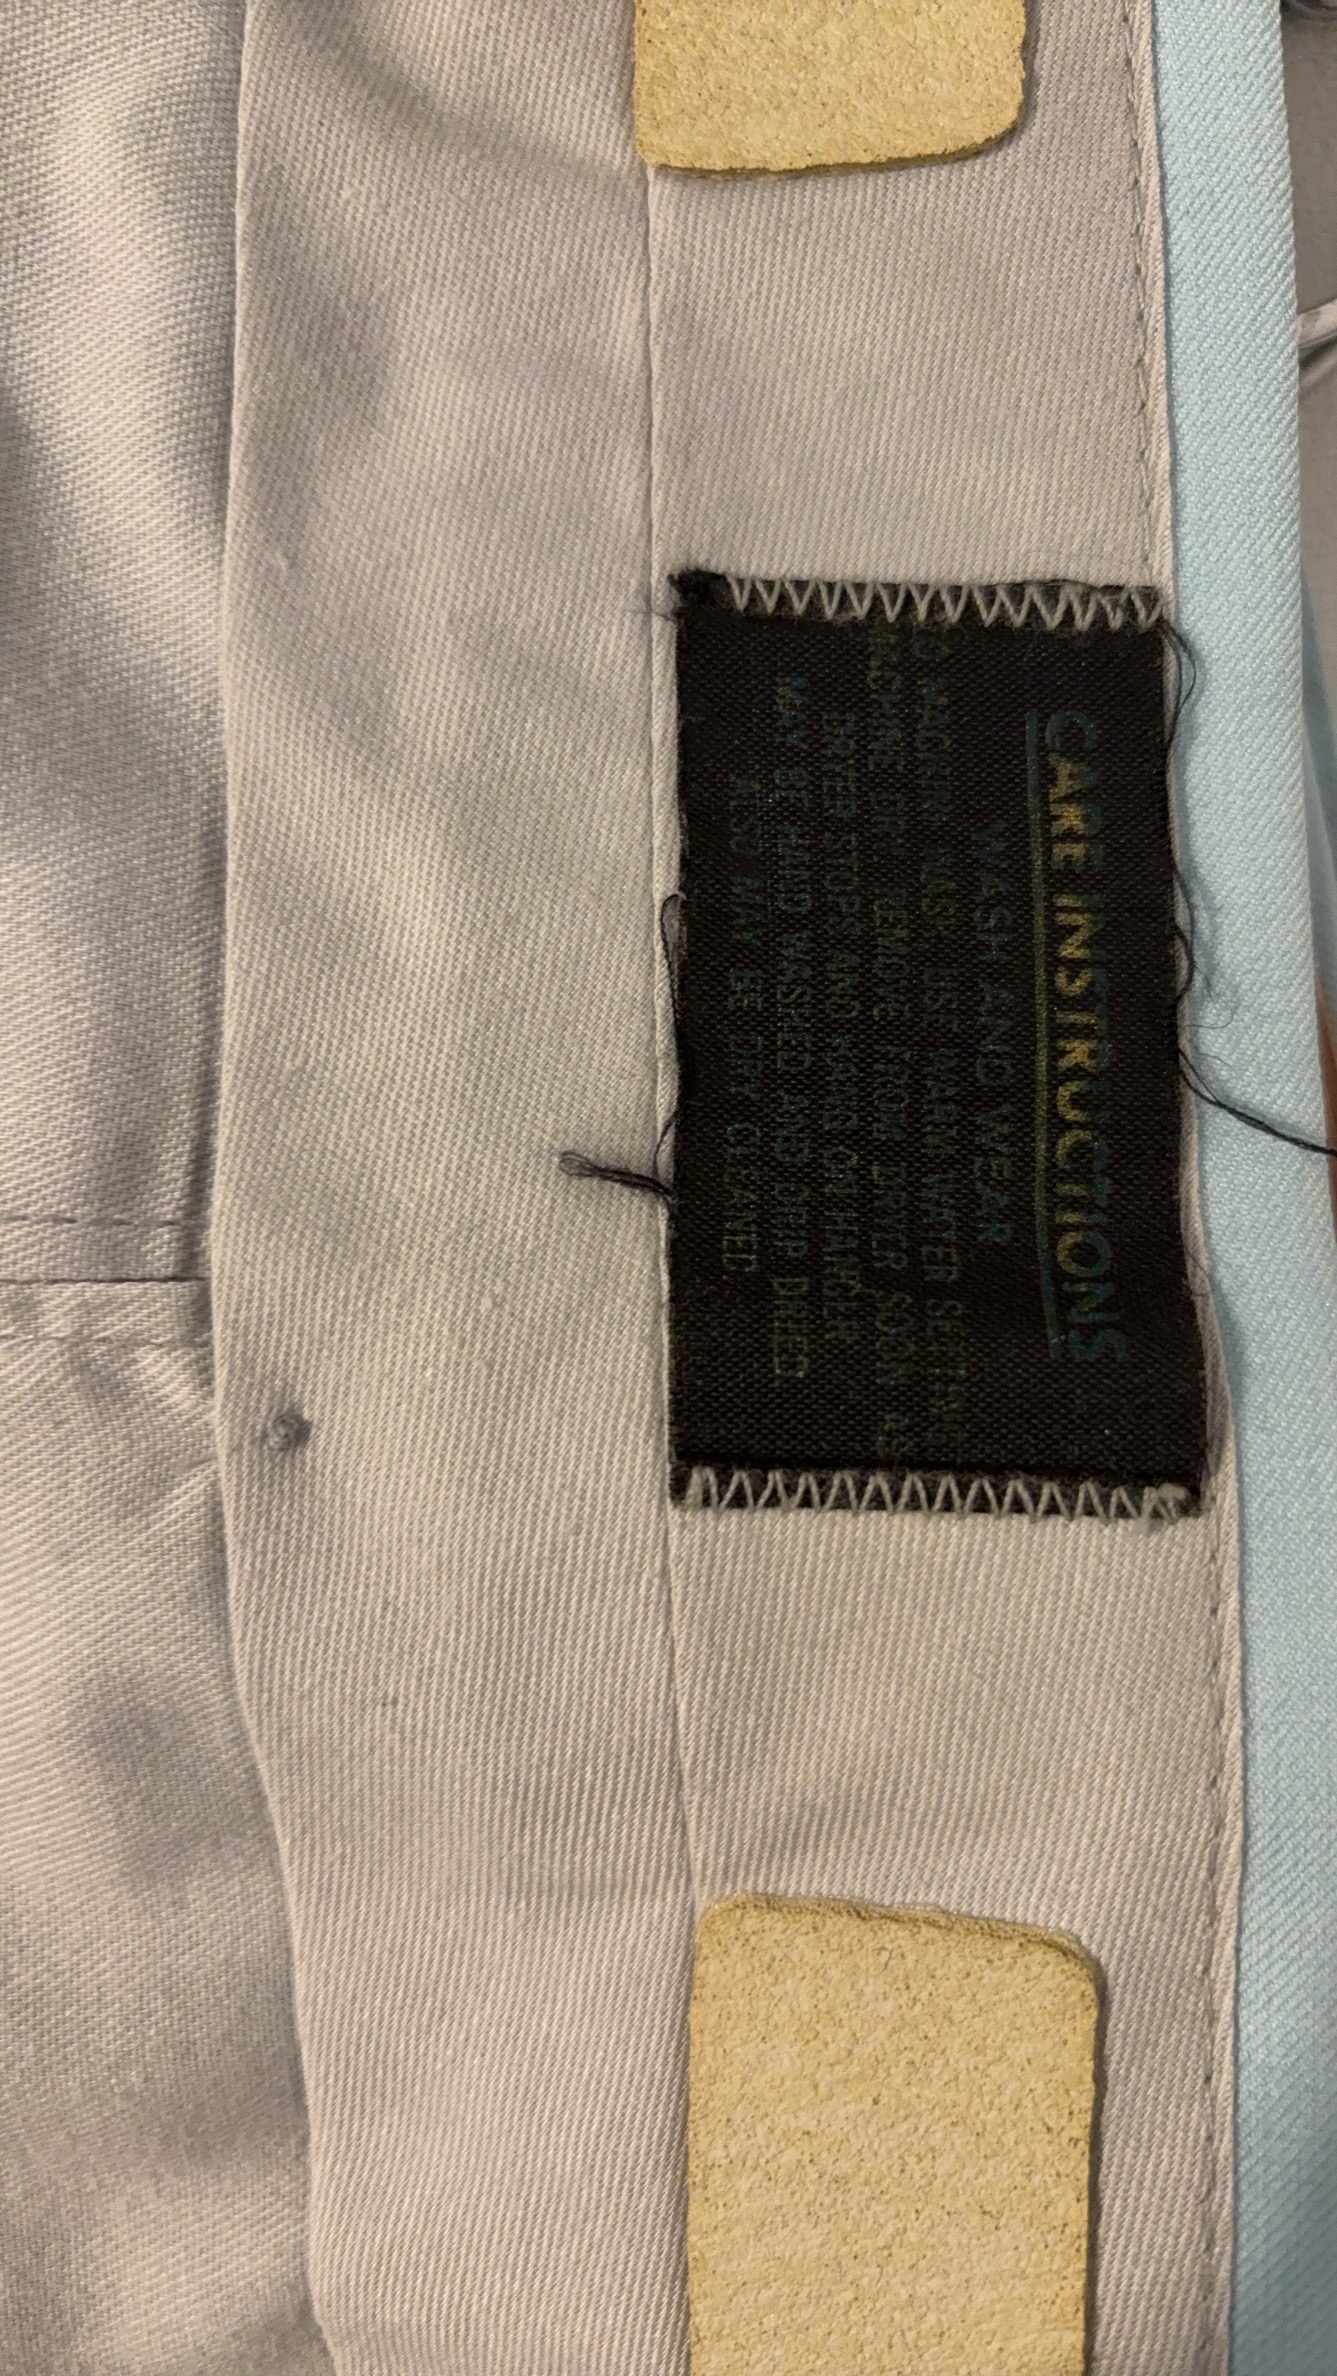 CARE INSTRUCTIONS
WASH AND WEAR
MACHINE WASH USE WARM WATER SETTING
MACHINE DRY REMOVE FROM DRYER SOON AS
DRYER STOPS AND HANG ON HANGER
MAY BE HAND WASHED AND DRIP DRIED
ALSO MAY BE DRY CLEANED